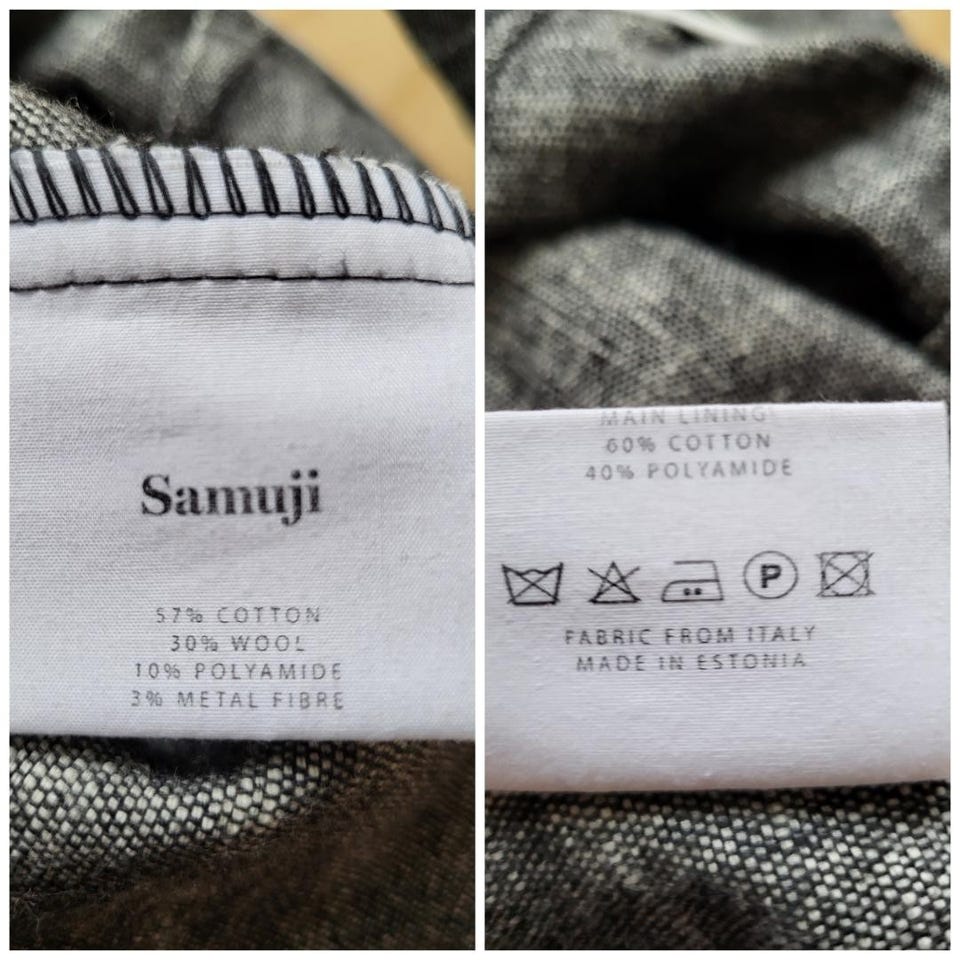 Samuji
57% COTTON
30% WOOL
10% POLYAMIDE
3% METAL FIBRE
MAIN LINING
60% COTTON
40% POLYAMIDE
P
FABRIC FROM ITALY
MADE IN ESTONIA